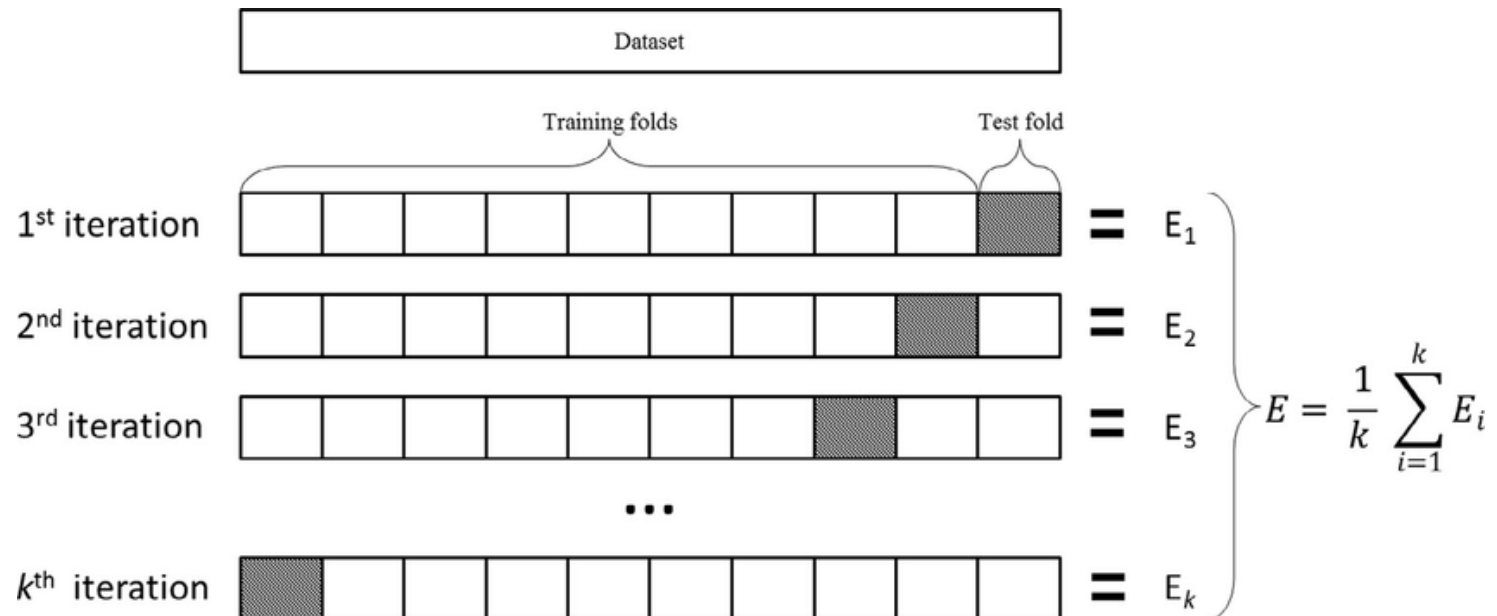 Dataset
Training folds
Test fold
1st iteration
= E1
2nd iteration
= E2
3rd iteration
= E3
...
kth iteration
= Ek
E = 1/k ∑_{i=1}^{k} E_i